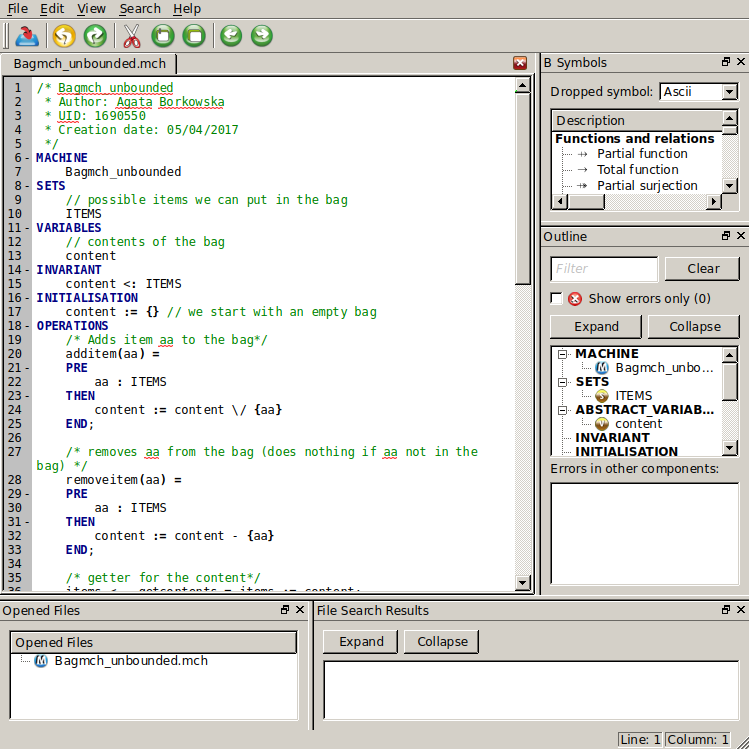 File Edit View Search Help
Bagmch_unbounded.mch
1 /* Bagmch_unbounded
2 * Author: Agata Borkowska
3 * UID: 1690550
4 * Creation date: 05/04/2017
5 */
6 - MACHINE
7 Bagmch_unbounded
8 - SETS
9 // possible items we can put in the bag
10 ITEMS
11 - VARIABLES
12 // contents of the bag
13 content
14 - INVARIANT
15 content <: ITEMS
16 - INITIALISATION
17 content := {} // we start with an empty bag
18 - OPERATIONS
19 /* Adds item aa to the bag*/
20 additem(aa) =
21 - PRE
22 aa : ITEMS
23 - THEN
24 content := content \/ {aa}
25 END;
26
27 /* removes aa from the bag (does nothing if aa not in the
bag) */
28 removeitem(aa) =
29 - PRE
30 aa : ITEMS
31 - THEN
32 content := content - {aa}
33 END;
34
35 /* getter for the content*/
B Symbols
Dropped symbol: Ascii
Description
Functions and relations
⇸ Partial function
→ Total function
⤀ Partial surjection
Outline
Filter
Clear
Show errors only (0)
Expand Collapse
MACHINE
M Bagmch_unbo...
SETS
S ITEMS
ABSTRACT_VARIAB...
V content
INVARIANT
INITIALISATION
Errors in other components:
Opened Files
Opened Files
M Bagmch_unbounded.mch
File Search Results
Expand Collapse
Line: 1 Column: 1